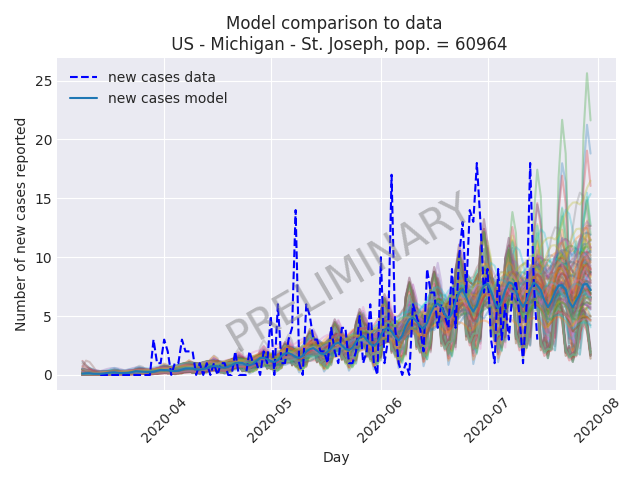 Model comparison to data
US - Michigan - St. Joseph, pop. = 60964
new cases data
new cases model
PRELIMINARY
Number of new cases reported
25
20
15
10
5
0
2020-04
2020-05
2020-06
2020-07
2020-08
Day